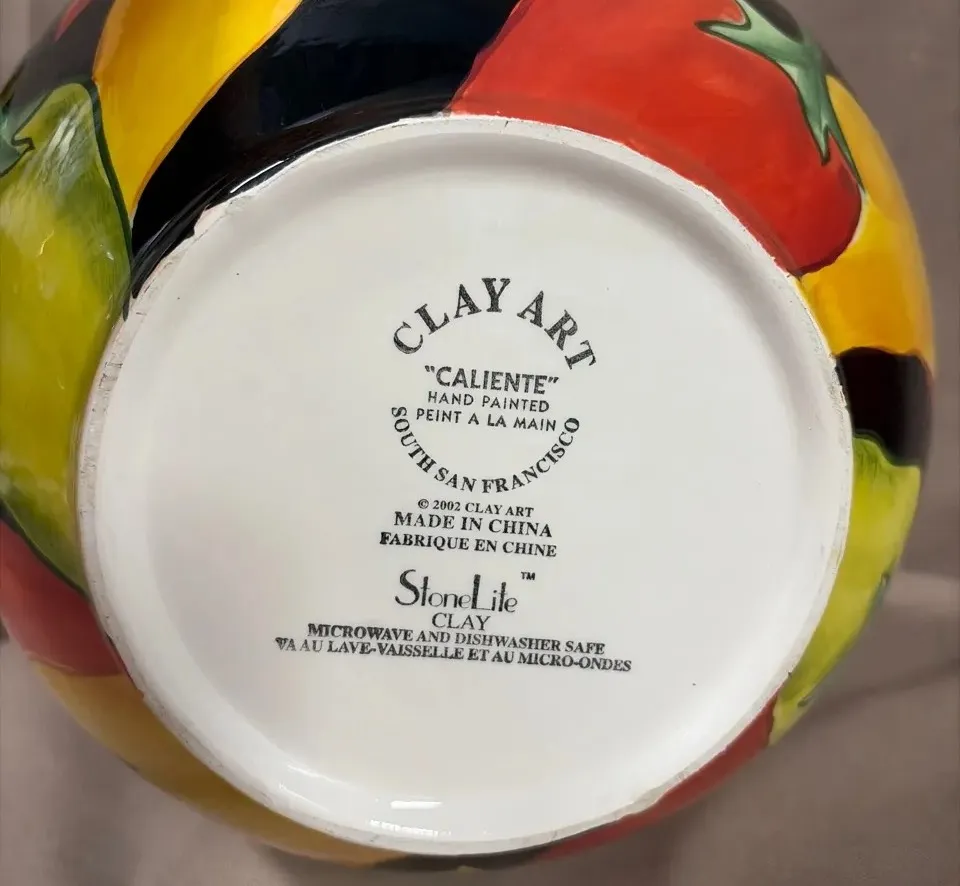 CLAY ART
"CALIENTE"
HAND PAINTED
PEINT A LA MAIN
SOUTH SAN FRANCISCO
© 2002 CLAY ART
MADE IN CHINA
FABRIQUE EN CHINE
StoneLite™
CLAY
MICROWAVE AND DISHWASHER SAFE
VA AU LAVE-VAISSELLE ET AU MICRO-ONDES